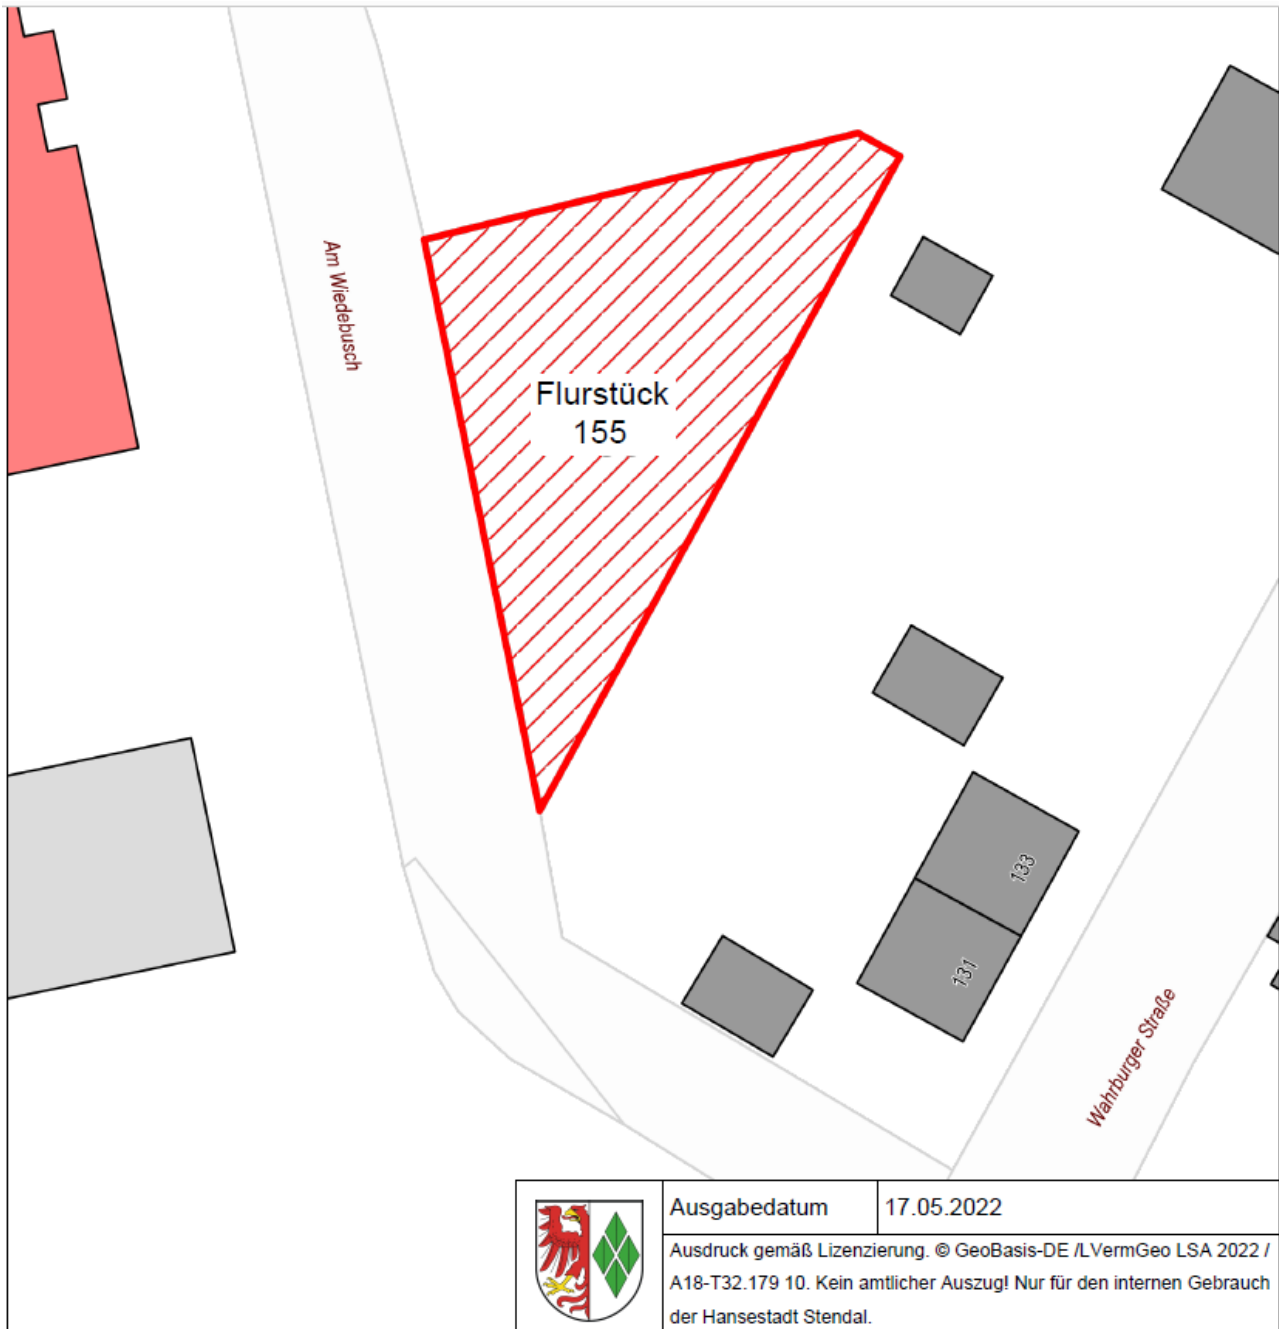 Am Wiedebusch
Flurstück
155
133
131
Wahrburger Straße
Ausgabedatum 17.05.2022
Ausdruck gemäß Lizenzierung. © GeoBasis-DE /LVermGeo LSA 2022 /
A18-T32.179 10. Kein amtlicher Auszug! Nur für den internen Gebrauch
der Hansestadt Stendal.